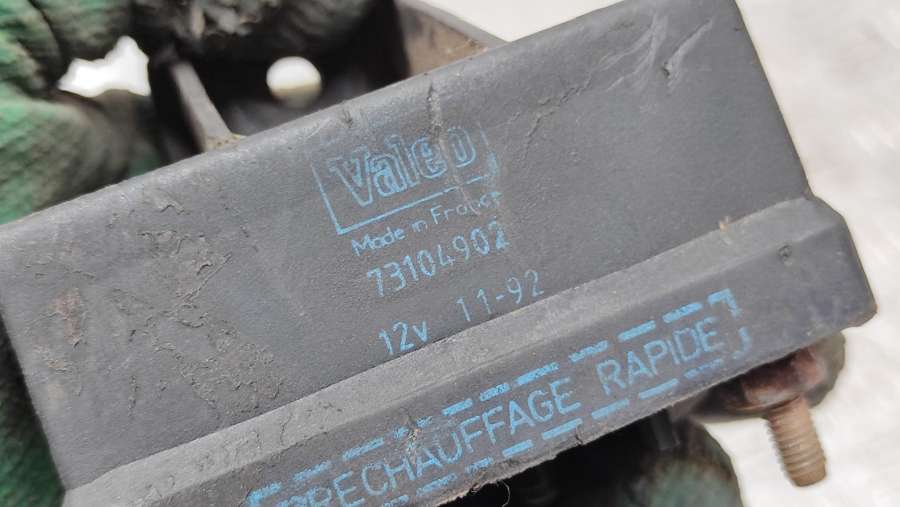 Valeo
Made in France
73104902
12v 11-92
PRECHAUFFAGE RAPIDE